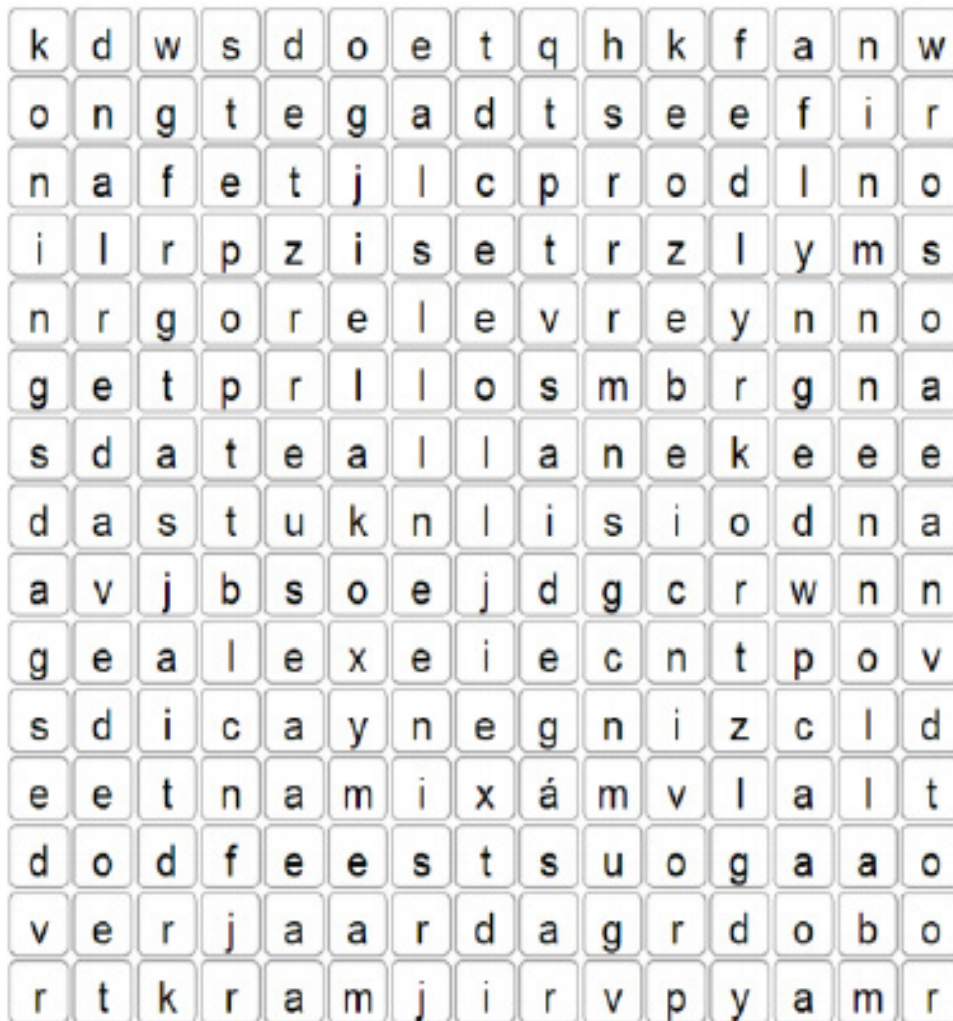 k d w s d o e t q h k f a n w
o n g t e g a d t s e e f i r
n a f e t j l c p r o d l n o
i l r p z i s e t r z l y m s
n r g o r e l e v r e y n n o
g e t p r l l o s m b r g n a
s d a t e a l l a n e k e e e
d a s t u k n l i s i o d n a
a v j b s o e j d g c r w n n
g e a l e x e i e c n t p o v
s d i c a y n e g n i z c l d
e e t n a m i x á m v l a l t
d o d f e e s t s u o g a a o
v e r j a a r d a g r d o b o
r t k r a m j i r v p y a m r